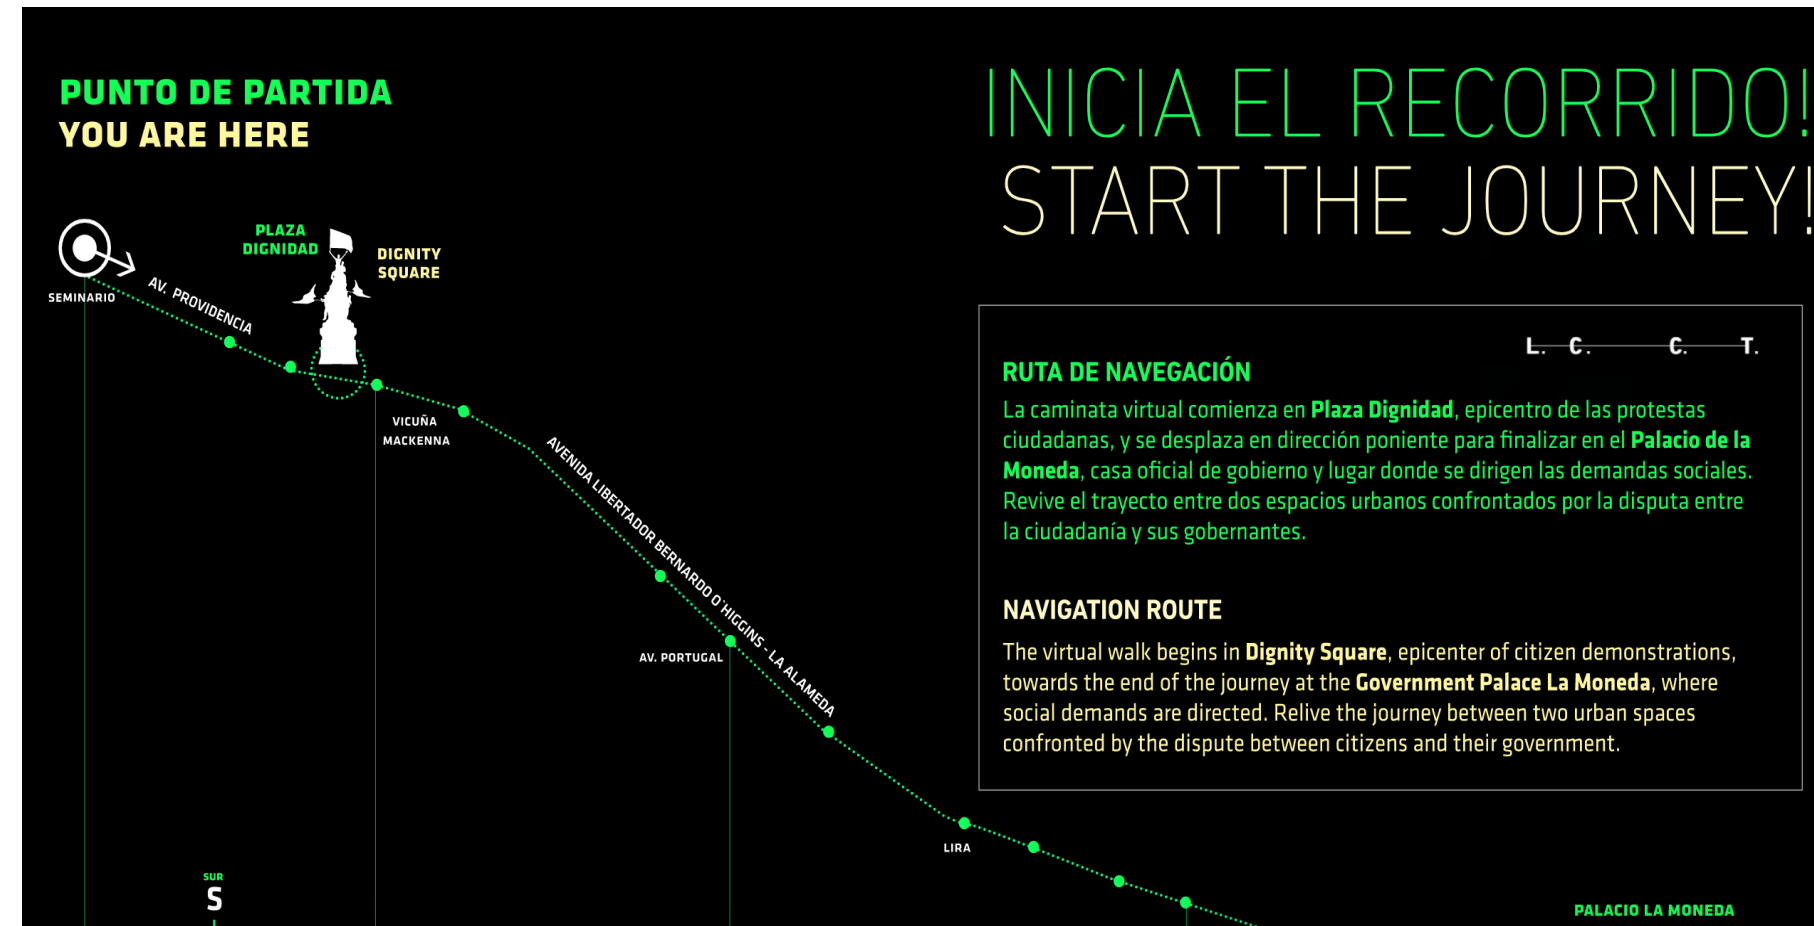 PUNTO DE PARTIDA
YOU ARE HERE
INICIA EL RECORRIDO!
START THE JOURNEY!
PLAZA
DIGNIDAD
DIGNITY
SQUARE
SEMINARIO
AV. PROVIDENCIA
VICUÑA
MACKENNA
AVENIDA LIBERTADOR BERNARDO O'HIGGINS - LA ALAMEDA
AV. PORTUGAL
LIRA
L. C. C. T.
RUTA DE NAVEGACIÓN
La caminata virtual comienza en Plaza Dignidad, epicentro de las protestas
ciudadanas, y se desplaza en dirección poniente para finalizar en el Palacio de la
Moneda, casa oficial de gobierno y lugar donde se dirigen las demandas sociales.
Revive el trayecto entre dos espacios urbanos confrontados por la disputa entre
la ciudadanía y sus gobernantes.
NAVIGATION ROUTE
The virtual walk begins in Dignity Square, epicenter of citizen demonstrations,
towards the end of the journey at the Government Palace La Moneda, where
social demands are directed. Relive the journey between two urban spaces
confronted by the dispute between citizens and their government.
SUR
S
PALACIO LA MONEDA